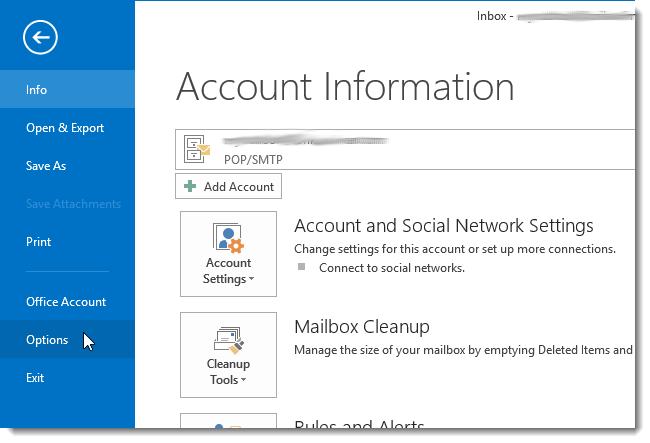 Inbox -
Info
Open & Export
Save As
Save Attachments
Print
Office Account
Options
Exit
Account Information
POP/SMTP
Add Account
Account
Settings
Account and Social Network Settings
Change settings for this account or set up more connections.
Connect to social networks.
Cleanup
Tools
Mailbox Cleanup
Manage the size of your mailbox by emptying Deleted Items and
Rules and Alerts